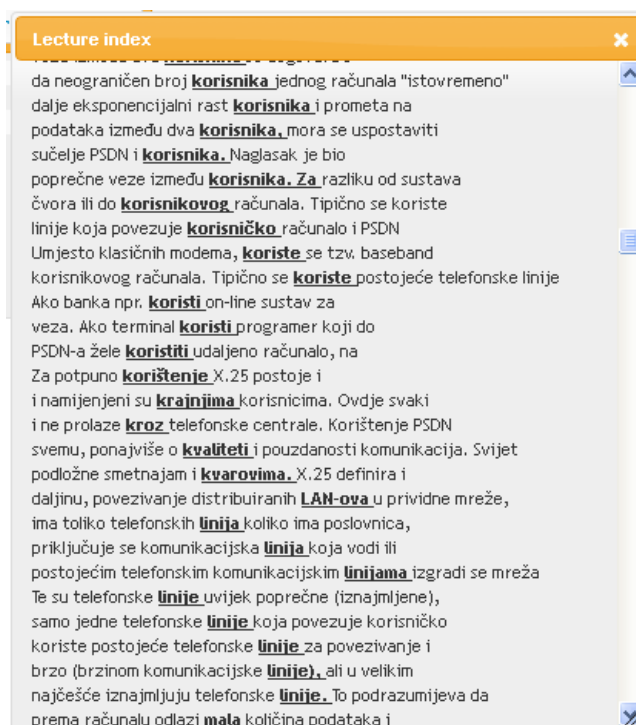 Lecture index
da neograničen broj korisnika jednog računala "istovremeno"
dalje eksponencijalni rast korisnika i prometa na
podataka između dva korisnika, mora se uspostaviti
sučelje PSDN i korisnika. Naglasak je bio
poprečne veze između korisnika. Za razliku od sustava
čvora ili do korisnikovog računala. Tipično se koriste
linije koja povezuje korisničko računalo i PSDN
Umjesto klasičnih modema, koriste se tzv. baseband
korisnikovog računala. Tipično se koriste postojeće telefonske linije
Ako banka npr. koristi on-line sustav za
veza. Ako terminal koristi programer koji do
PSDN-a žele koristiti udaljeno računalo, na
Za potpuno korištenje X.25 postoje i
i namijenjeni su krajnjima korisnicima. Ovdje svaki
i ne prolaze kroz telefonske centrale. Korištenje PSDN
svemu, ponajviše o kvaliteti i pouzdanosti komunikacija. Svijet
podložne smetnajam i kvarovima. X.25 definira i
daljinu, povezivanje distribuiranih LAN-ova u prividne mreže,
ima toliko telefonskih linija koliko ima poslovnica,
priključuje se komunikacijska linija koja vodi ili
postojećim telefonskim komunikacijskim linijama izgradi se mreža
Te su telefonske linije uvijek poprečne (iznajmljene),
samo jedne telefonske linije koja povezuje korisničko
koriste postojeće telefonske linije za povezivanje i
brzo (brzinom komunikacijske linije), ali u velikim
najčešće iznajmljuju telefonske linije. To podrazumijeva da
prema računalu odlazi mala količina podataka i